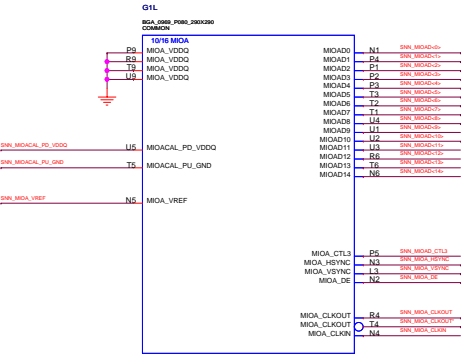 G1L
BGA_0969_P080_290X290
COMMON
10/16 MIOA
P9 MIOA_VDDQ
R9 MIOA_VDDQ
T9 MIOA_VDDQ
U9 MIOA_VDDQ
SNN_MIOACAL_PD_VDDQ U5 MIOACAL_PD_VDDQ
SNN_MIOACAL_PU_GND T5 MIOACAL_PU_GND
SNN_MIOA_VREF N5 MIOA_VREF
MIOAD0 N1 SNN_MIOAD<0>
MIOAD1 P4 SNN_MIOAD<1>
MIOAD2 P1 SNN_MIOAD<2>
MIOAD3 P2 SNN_MIOAD<3>
MIOAD4 P3 SNN_MIOAD<4>
MIOAD5 T3 SNN_MIOAD<5>
MIOAD6 T2 SNN_MIOAD<6>
MIOAD7 T1 SNN_MIOAD<7>
MIOAD8 U4 SNN_MIOAD<8>
MIOAD9 U1 SNN_MIOAD<9>
MIOAD10 U2 SNN_MIOAD<10>
MIOAD11 U3 SNN_MIOAD<11>
MIOAD12 R6 SNN_MIOAD<12>
MIOAD13 T6 SNN_MIOAD<13>
MIOAD14 N6 SNN_MIOAD<14>
MIOA_CTL3 P5 SNN_MIOAD_CTL3
MIOA_HSYNC N3 SNN_MIOA_HSYNC
MIOA_VSYNC L3 SNN_MIOA_VSYNC
MIOA_DE N2 SNN_MIOA_DE
MIOA_CLKOUT R4 SNN_MIOA_CLKOUT
MIOA_CLKOUT T4 SNN_MIOA_CLKOUT*
MIOA_CLKIN N4 SNN_MIOA_CLKIN